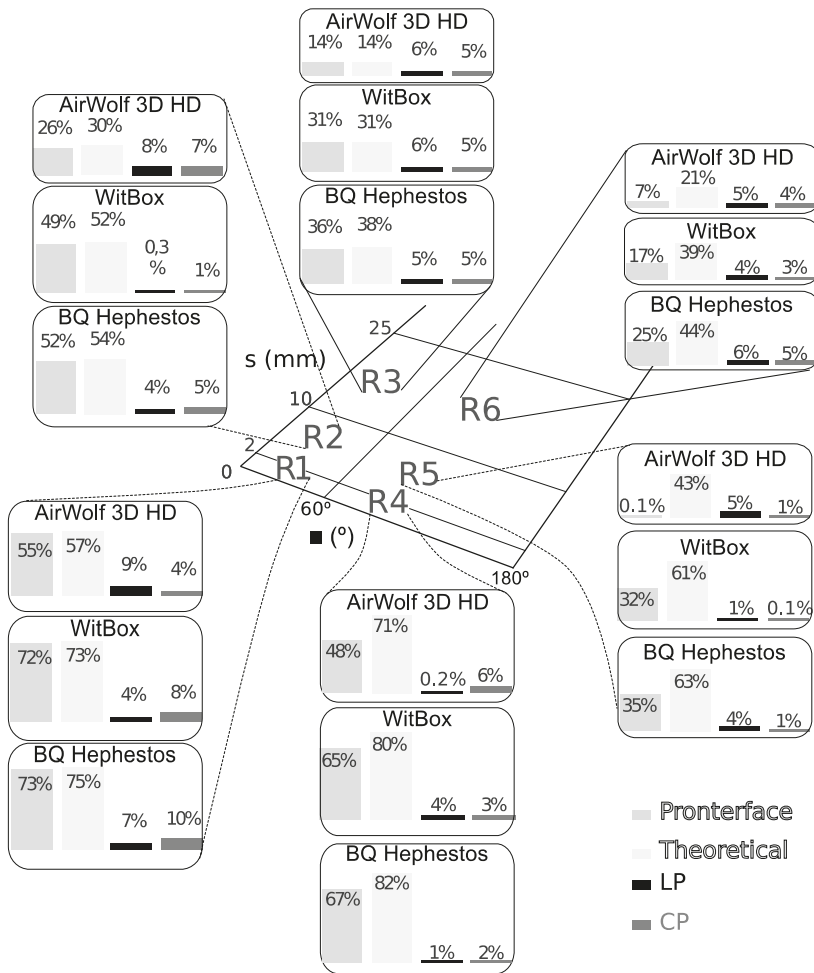 AirWolf 3D HD
14% 14% 6% 5%
WitBox
31% 31% 6% 5%
BQ Hephestos
36% 38% 5% 5%
AirWolf 3D HD
26% 30% 8% 7%
WitBox
49% 52% 0,3
% 1%
BQ Hephestos
52% 54% 4% 5%
AirWolf 3D HD
7% 21% 5% 4%
WitBox
17% 39% 4% 3%
BQ Hephestos
25% 44% 6% 5%
s (mm)
25
10
2
0
60º
180º
(º)
R3
R6
R2
R1
R5
R4
AirWolf 3D HD
55% 57% 9% 4%
WitBox
72% 73% 4% 8%
BQ Hephestos
73% 75% 7% 10%
AirWolf 3D HD
48% 71% 0.2% 6%
WitBox
65% 80% 4% 3%
BQ Hephestos
67% 82% 1% 2%
AirWolf 3D HD
0.1% 43% 5% 1%
WitBox
32% 61% 1% 0.1%
BQ Hephestos
35% 63% 4% 1%
Pronterface
Theoretical
LP
CP